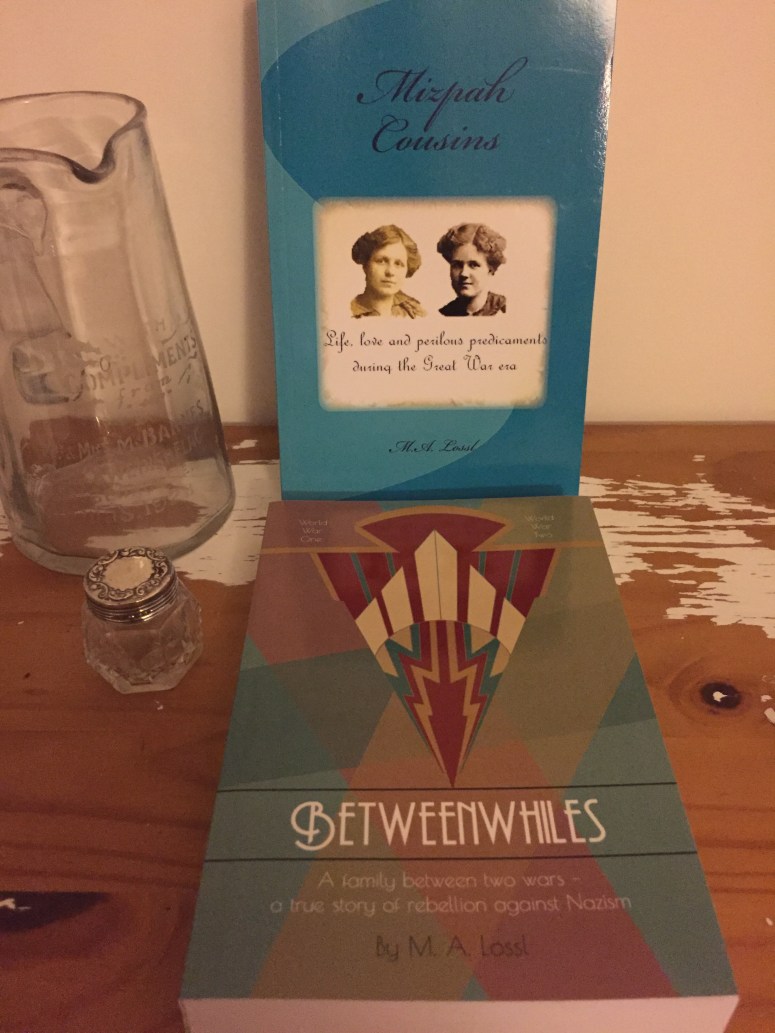 Mizpah
Cousins
Life, love and perilous predicaments
during the Great War era
M.A. Lossl
COMPLIMENTS
from
World
War
One
World
War
Two
BETWEENWHILES
A family between two wars –
a true story of rebellion against Nazism
By M. A. Lossl